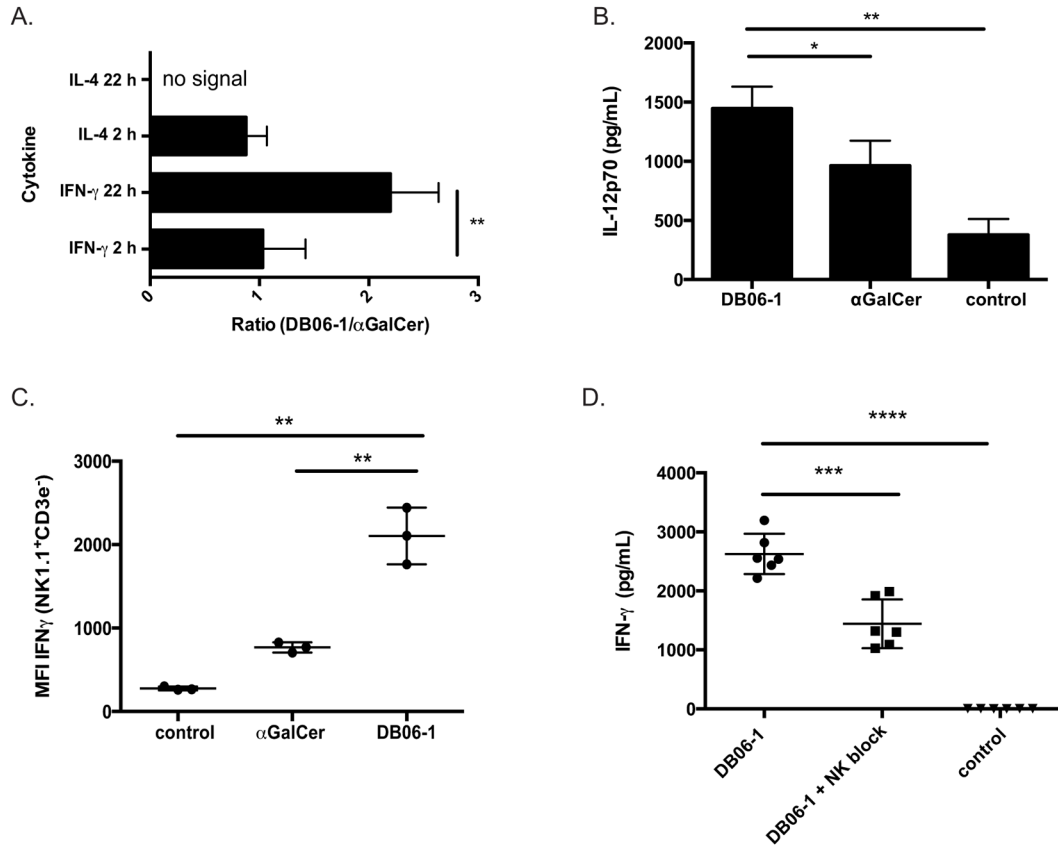 A.
Cytokine
IL-4 22 h
no signal
IL-4 2 h
IFN-γ 22 h
IFN-γ 2 h
**
0
1
2
3
Ratio (DB06-1/αGalCer)
B.
**
*
IL-12p70 (pg/mL)
2000
1500
1000
500
0
DB06-1
αGalCer
control
C.
**
**
MFI IFNγ (NK1.1⁺CD3e⁻)
3000
2000
1000
0
control
αGalCer
DB06-1
D.
****
***
IFN-γ (pg/mL)
4000
3000
2000
1000
0
DB06-1
DB06-1 + NK block
control